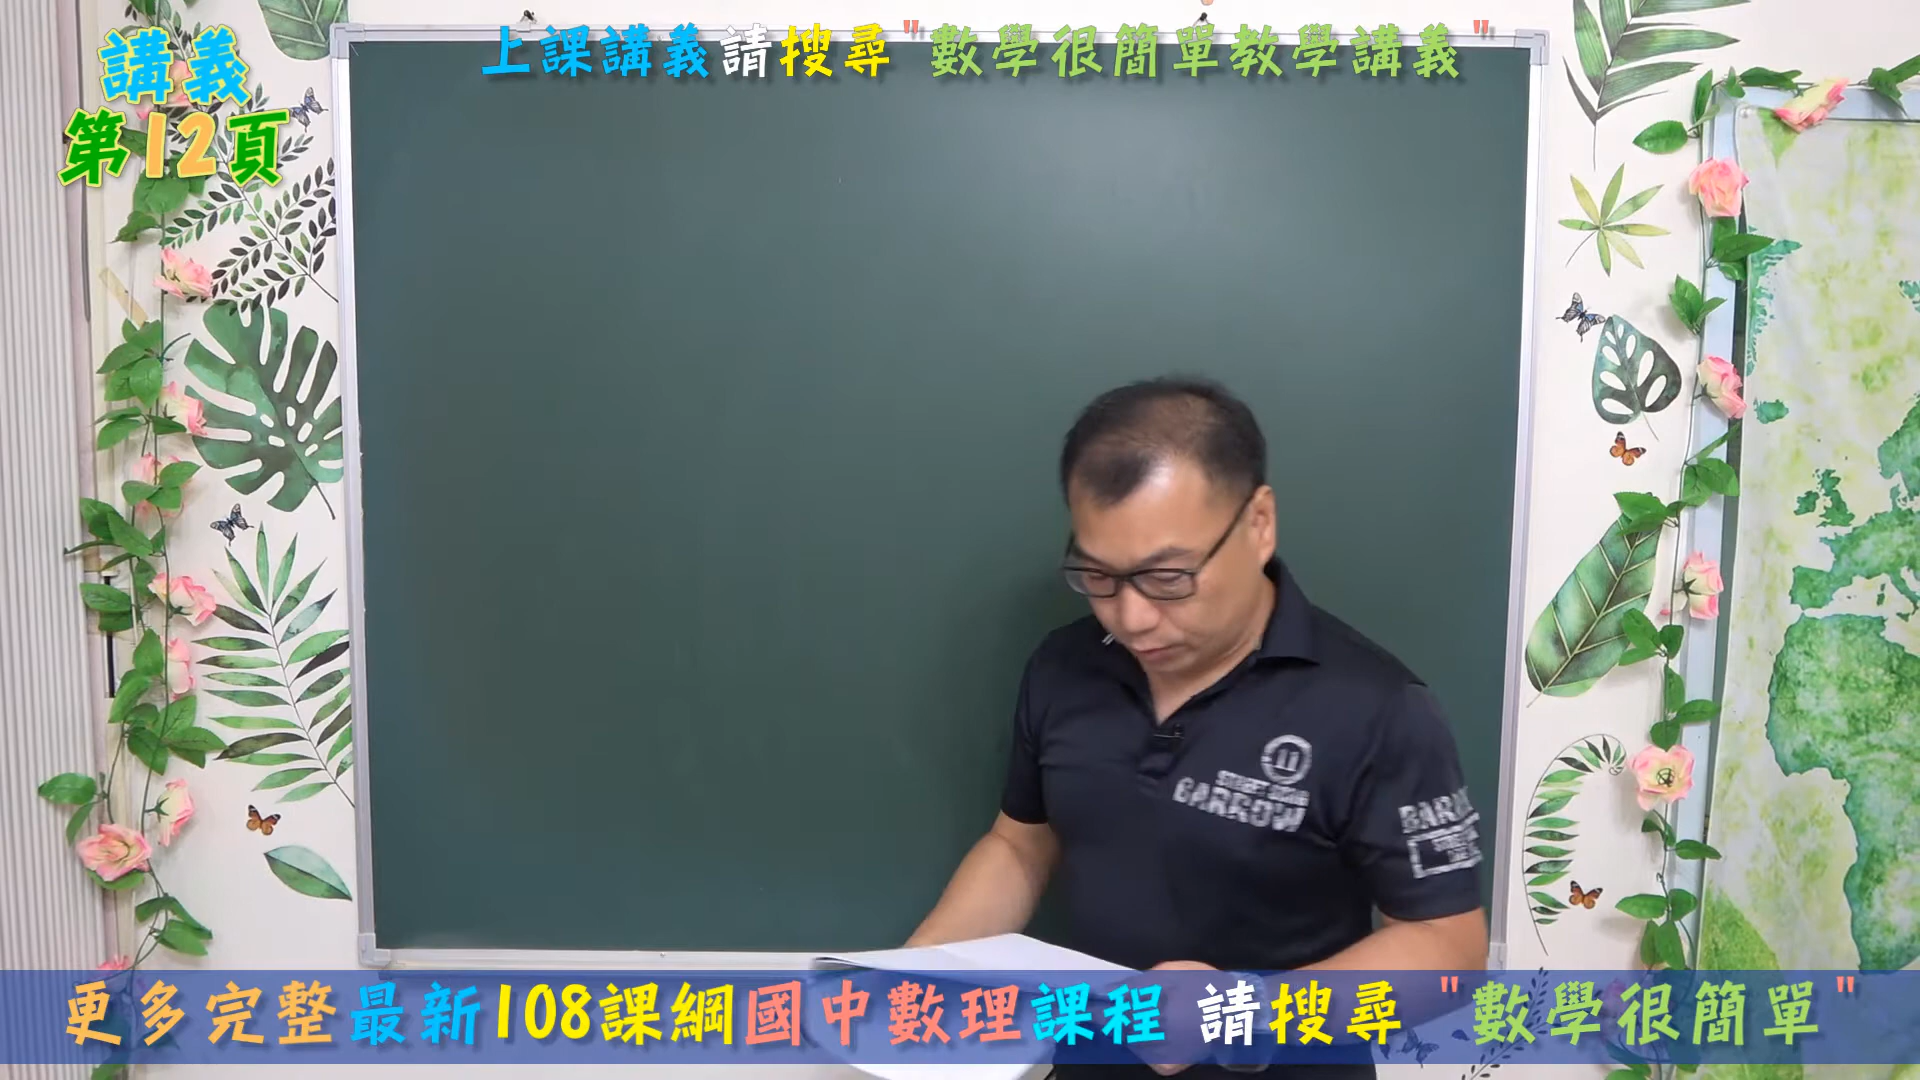 上課講義請搜尋"數學很簡單教學講義"
講義
第12頁
BARROW
更多完整最新108課綱國中數理課程 請搜尋 "數學很簡單"